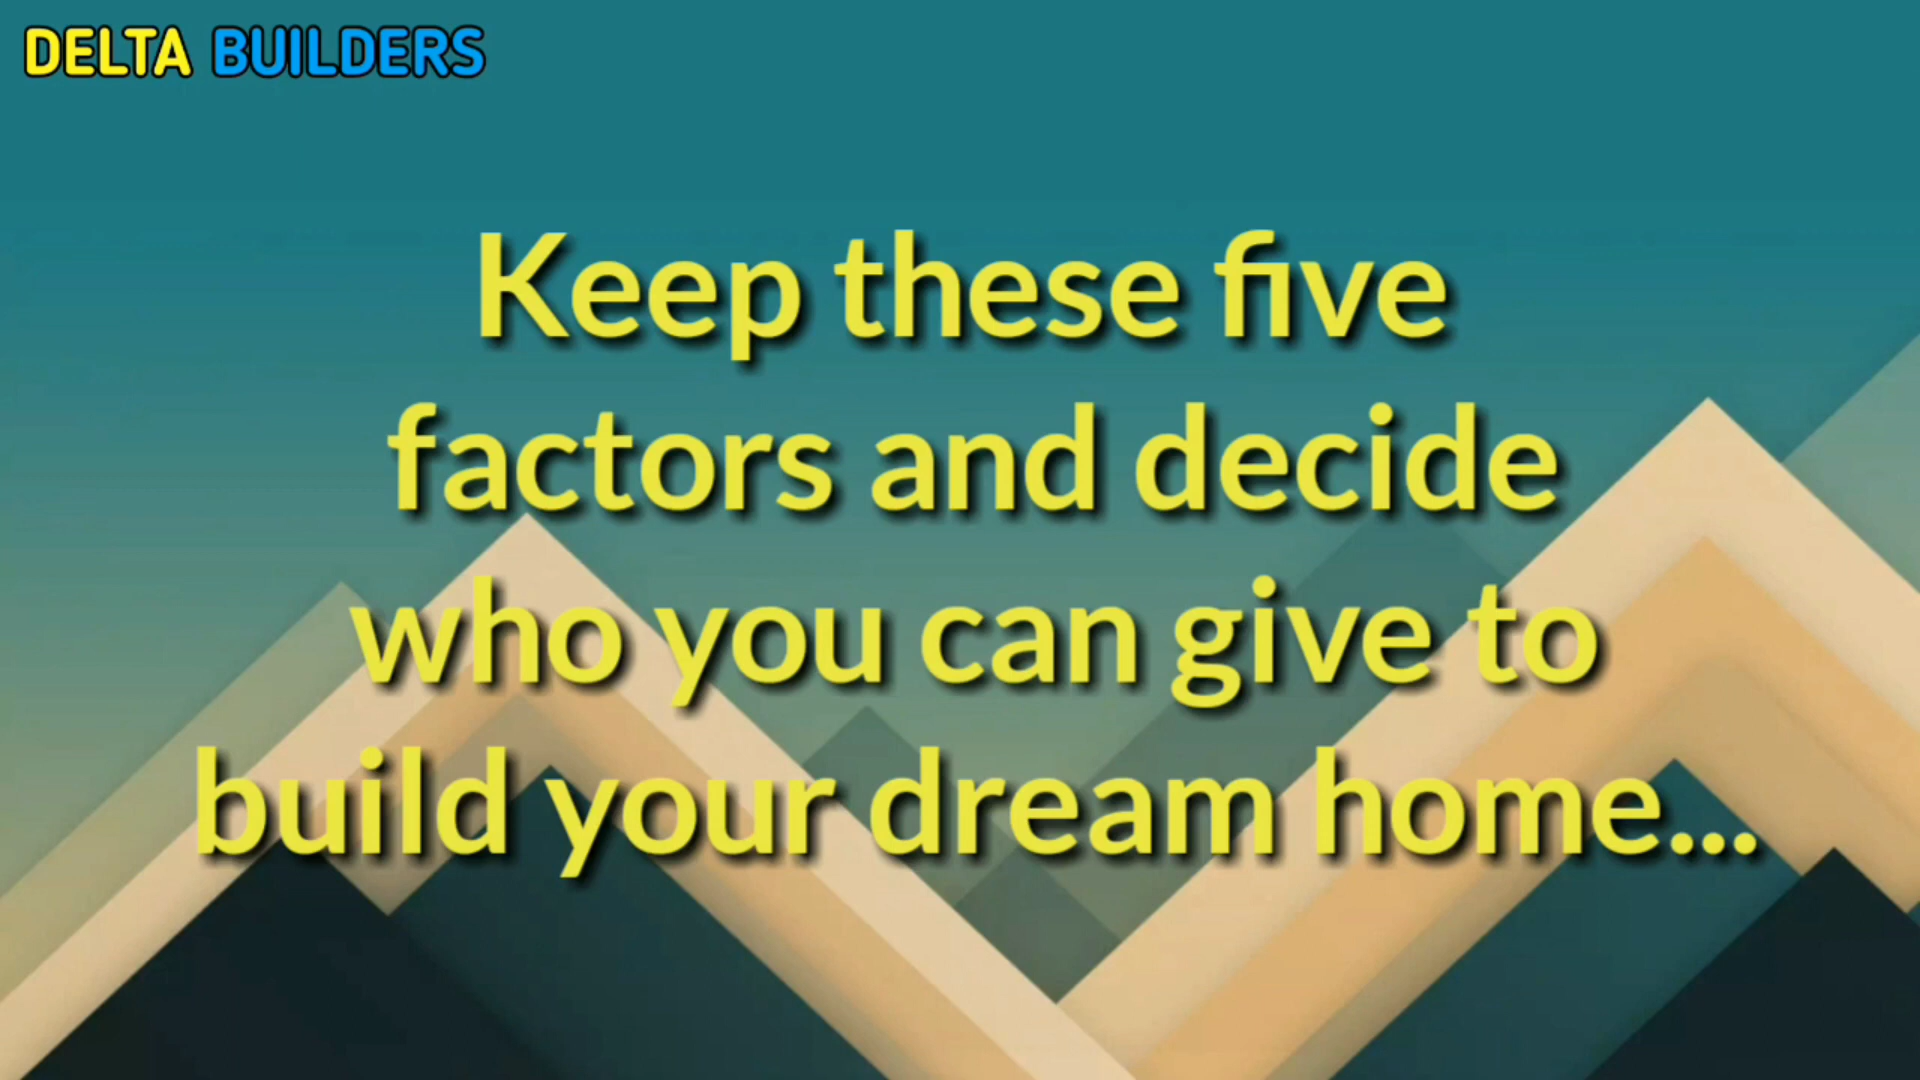 DELTA BUILDERS
Keep these five
factors and decide
who you can give to
build your dream home...